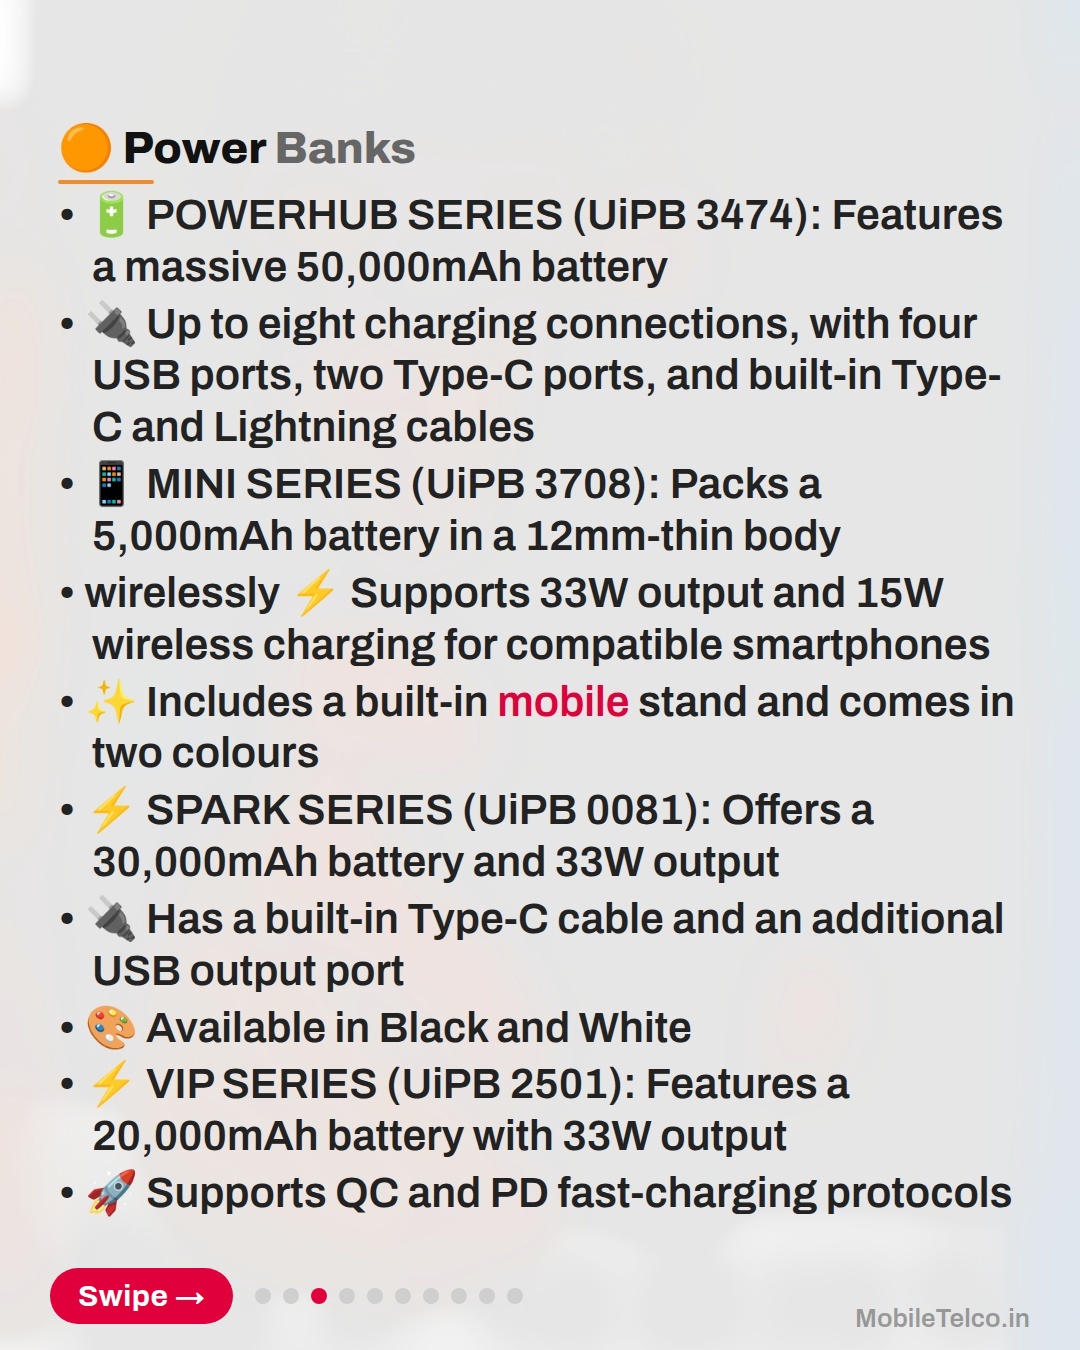 🟠 Power Banks
• 🔋 POWERHUB SERIES (UiPB 3474): Features
a massive 50,000mAh battery
• 🔌 Up to eight charging connections, with four
USB ports, two Type-C ports, and built-in Type-
C and Lightning cables
• 📱 MINI SERIES (UiPB 3708): Packs a
5,000mAh battery in a 12mm-thin body
• wirelessly ⚡ Supports 33W output and 15W
wireless charging for compatible smartphones
• ✨ Includes a built-in mobile stand and comes in
two colours
• ⚡ SPARK SERIES (UiPB 0081): Offers a
30,000mAh battery and 33W output
• 🔌 Has a built-in Type-C cable and an additional
USB output port
• 🎨 Available in Black and White
• ⚡ VIP SERIES (UiPB 2501): Features a
20,000mAh battery with 33W output
• 🚀 Supports QC and PD fast-charging protocols
Swipe →
MobileTelco.in